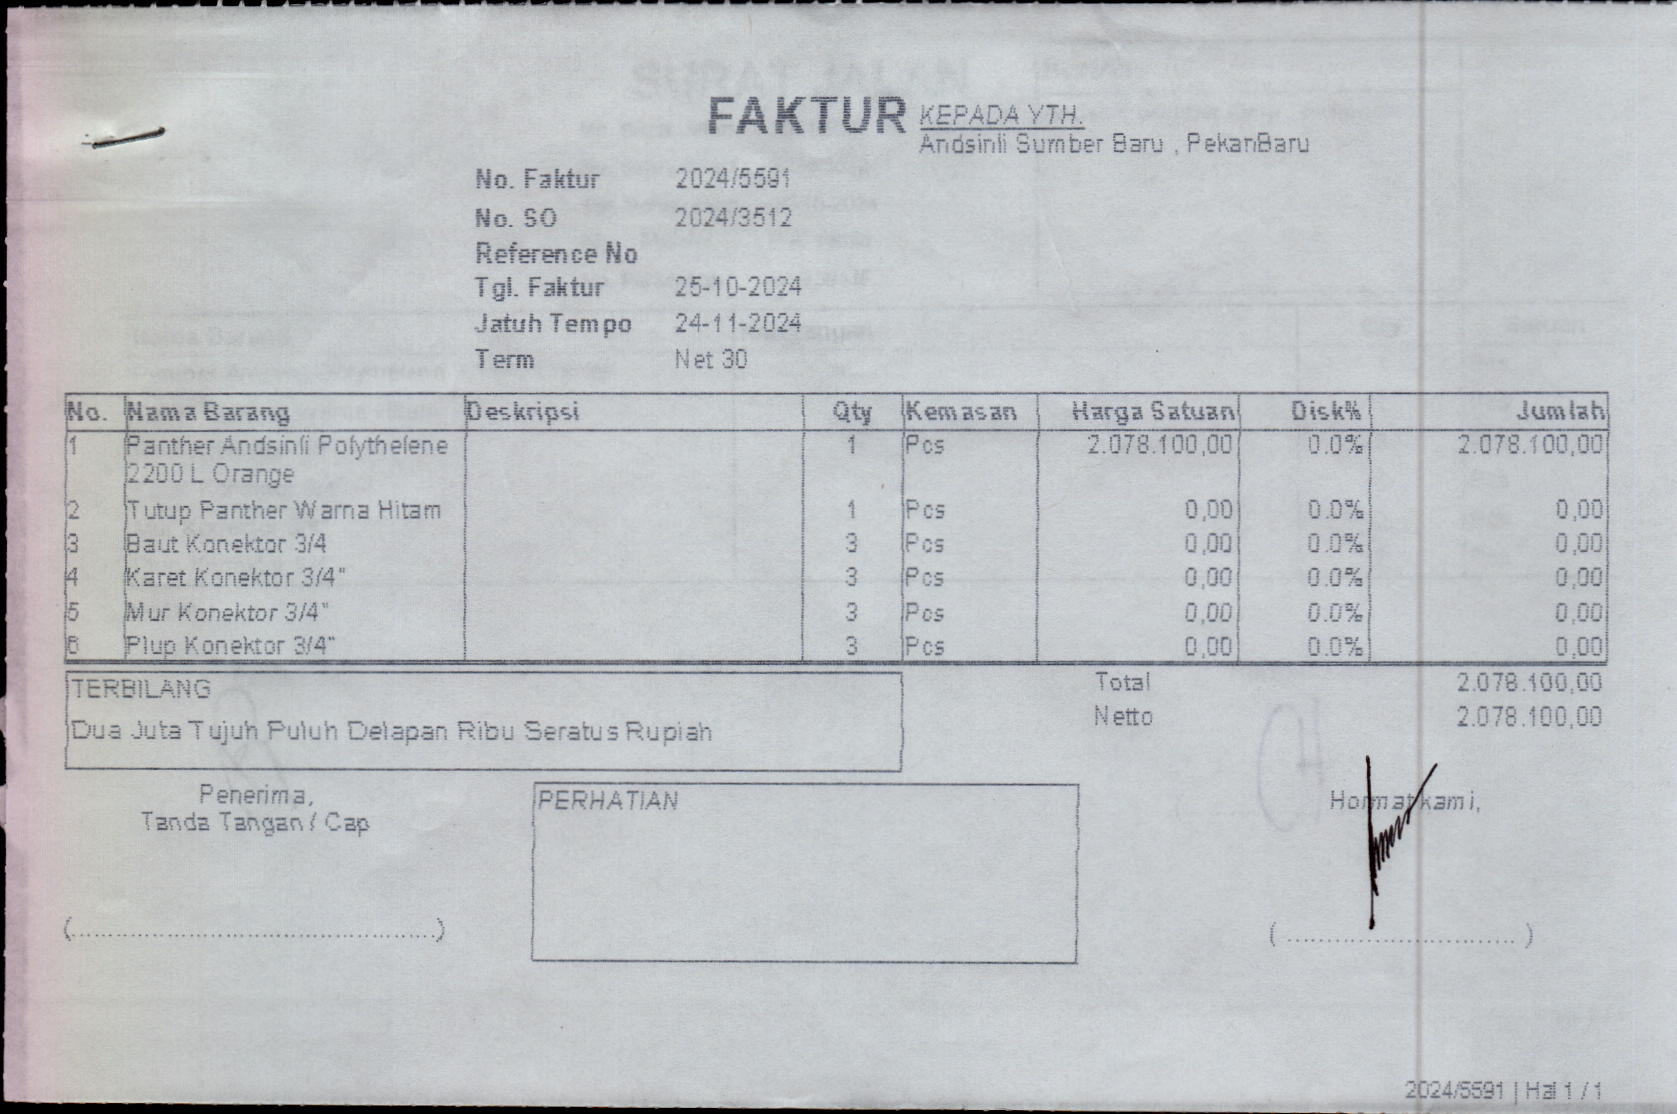 FAKTUR
KEPADA YTH.
Andsinli Sumber Baru , PekanBaru
No. Faktur 2024/5591
No. SO 2024/3512
Reference No
Tgl. Faktur 25-10-2024
Jatuh Tempo 24-11-2024
Term Net 30
No. Nama Barang Deskripsi Qty Kemasan Harga Satuan Disk% Jumlah
1 Panther Andsinli Polythelene 1 Pcs 2.078.100,00 0.0% 2.078.100,00
2200 L Orange
2 Tutup Panther Warna Hitam 1 Pcs 0,00 0.0% 0,00
3 Baut Konektor 3/4 3 Pcs 0,00 0.0% 0,00
4 Karet Konektor 3/4" 3 Pcs 0,00 0.0% 0,00
5 Mur Konektor 3/4" 3 Pcs 0,00 0.0% 0,00
6 Plup Konektor 3/4" 3 Pcs 0,00 0.0% 0,00
TERBILANG
Dua Juta Tujuh Puluh Delapan Ribu Seratus Rupiah
Total 2.078.100,00
Netto 2.078.100,00
Penerima,
Tanda Tangan / Cap
PERHATIAN
Hormat kami,
(................................................)
( .............................. )
2024/5591 | Hal 1 / 1